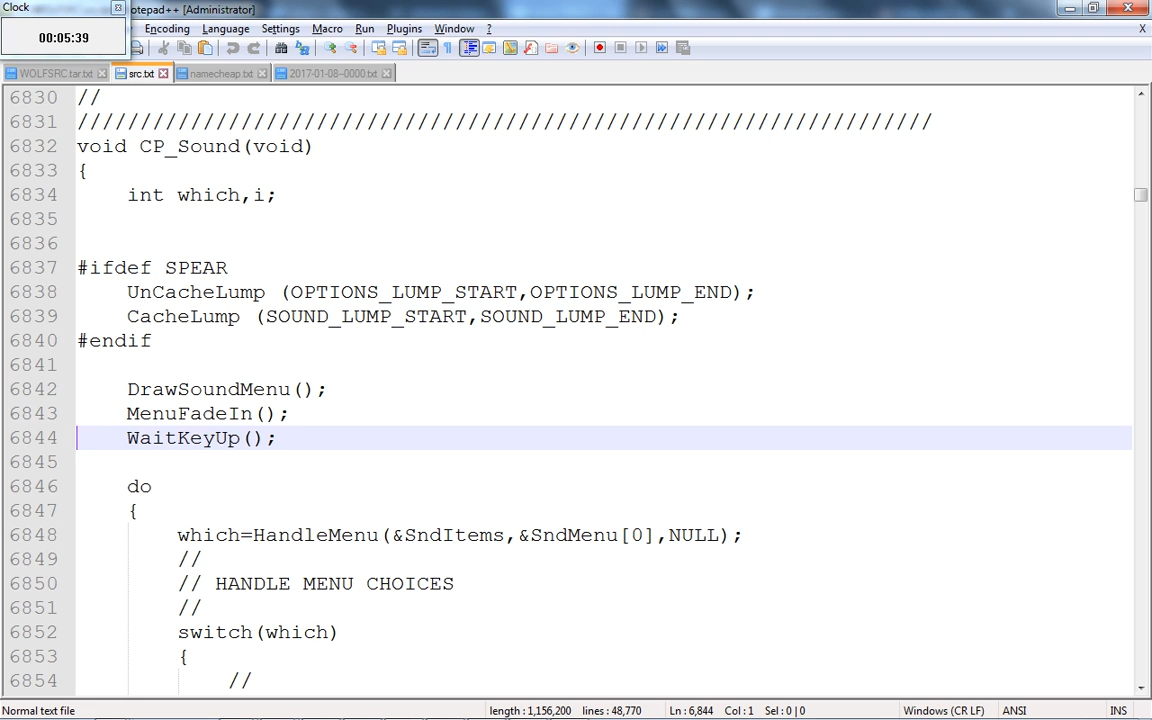 Clock
otepad++ [Administrator]
00:05:39
Encoding Language Settings Macro Run Plugins Window ? X
WOLFSRC.tar.txt src.txt namecheap.txt 2017-01-08--0000.txt
6830 //
6831 ////////////////////////////////////////////////////////////////////
6832 void CP_Sound(void)
6833 {
6834 int which,i;
6835
6836
6837 #ifdef SPEAR
6838 UnCacheLump (OPTIONS_LUMP_START,OPTIONS_LUMP_END);
6839 CacheLump (SOUND_LUMP_START,SOUND_LUMP_END);
6840 #endif
6841
6842 DrawSoundMenu();
6843 MenuFadeIn();
6844 WaitKeyUp();
6845
6846 do
6847 {
6848 which=HandleMenu(&SndItems,&SndMenu[0],NULL);
6849 //
6850 // HANDLE MENU CHOICES
6851 //
6852 switch(which)
6853 {
6854 //
Normal text file length : 1,156,200 lines : 48,770 Ln : 6,844 Col : 1 Sel : 0 | 0 Windows (CR LF) ANSI INS